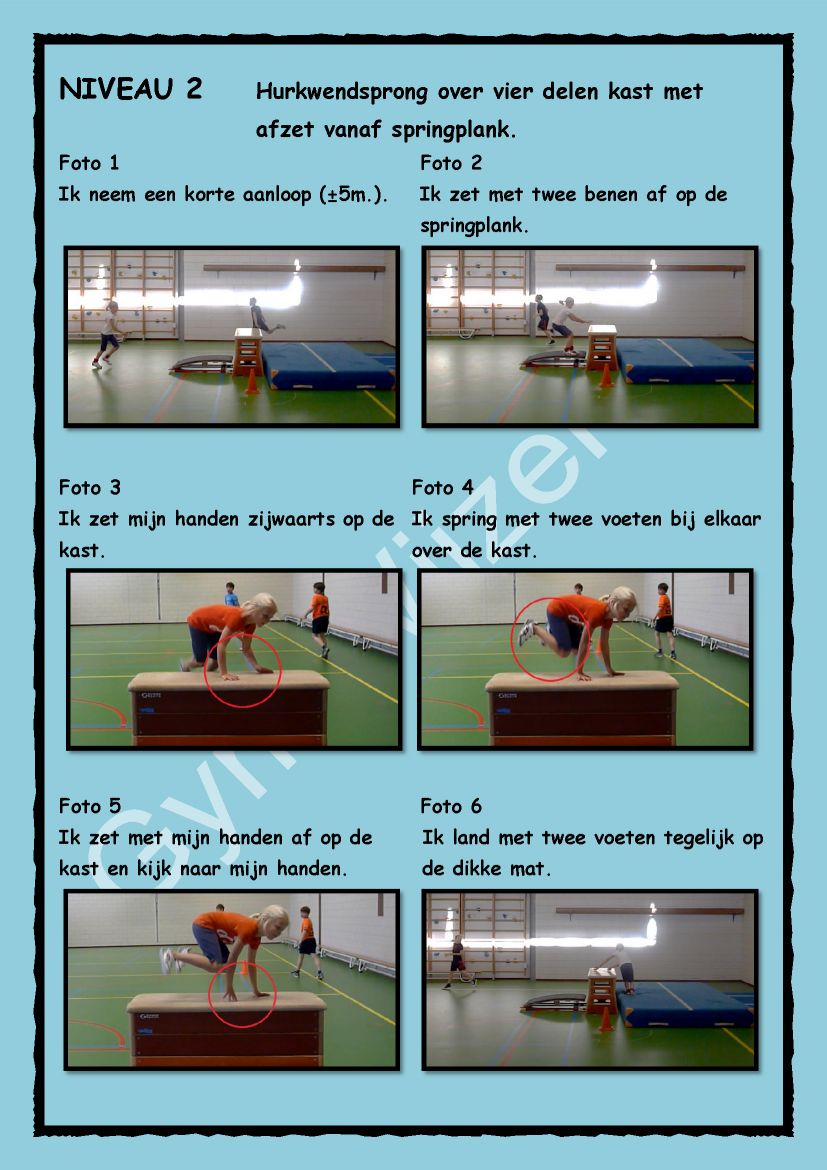 NIVEAU 2
Hurkwendsprong over vier delen kast met
afzet vanaf springplank.
Foto 1
Ik neem een korte aanloop (±5m.).
Foto 2
Ik zet met twee benen af op de
springplank.
Foto 3
Ik zet mijn handen zijwaarts op de
kast.
Foto 4
Ik spring met twee voeten bij elkaar
over de kast.
Foto 5
Ik zet met mijn handen af op de
kast en kijk naar mijn handen.
Foto 6
Ik land met twee voeten tegelijk op
de dikke mat.